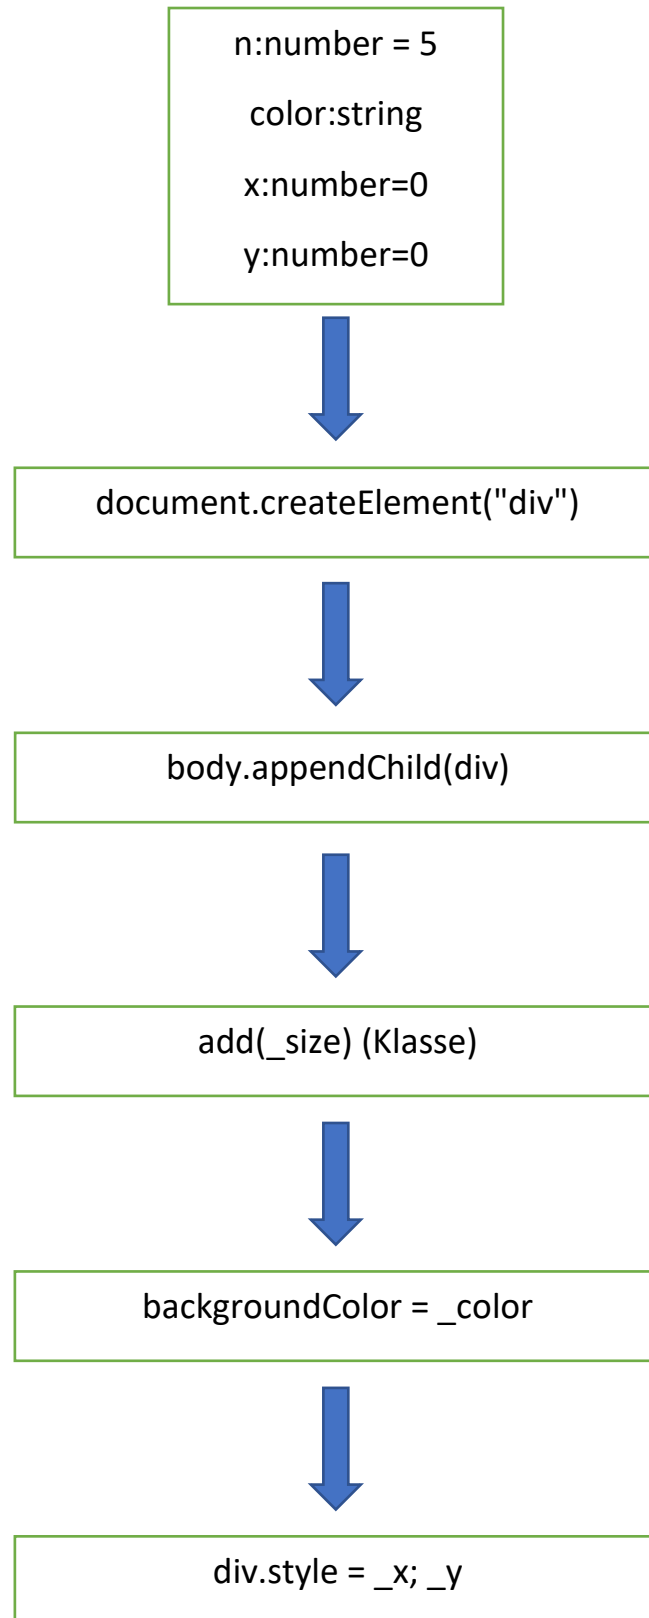 n:number = 5
color:string
x:number=0
y:number=0
document.createElement("div")
body.appendChild(div)
add(_size) (Klasse)
backgroundColor = _color
div.style = _x; _y